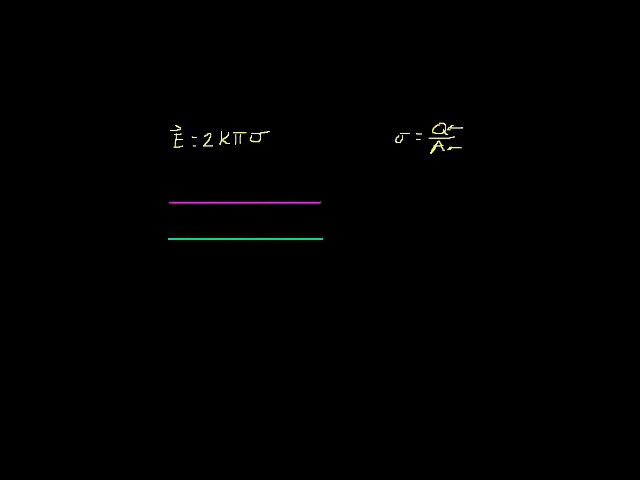 E⃗ = 2Kπσ
σ = Q/A